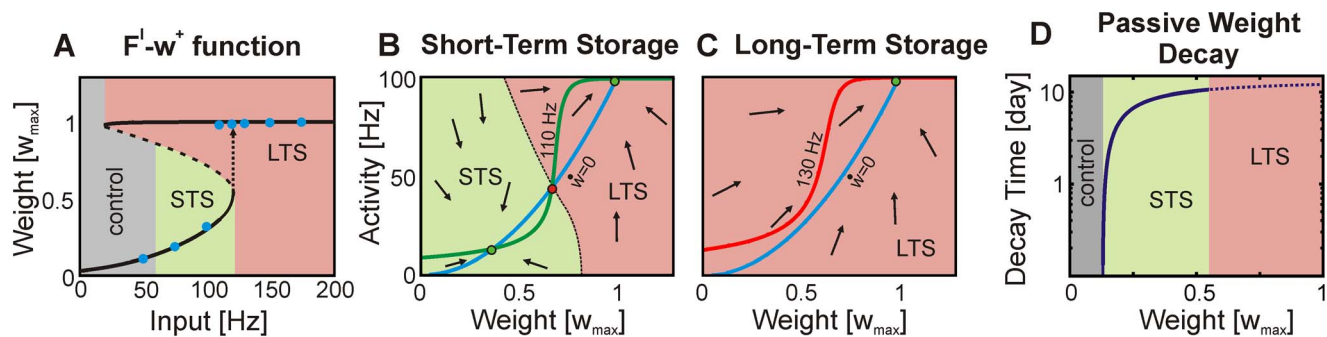 A
F^I-w^+ function
Weight [w_max]
1
0.5
0
control
STS
LTS
0
50
100
150
200
Input [Hz]
B
Short-Term Storage
Activity [Hz]
100
50
0
STS
110 Hz
ẇ=0
LTS
0
0.5
1
Weight [w_max]
C
Long-Term Storage
130 Hz
ẇ=0
LTS
0
0.5
1
Weight [w_max]
D
Passive Weight
Decay
Decay Time [day]
10
1
control
STS
LTS
0
0.5
1
Weight [w_max]